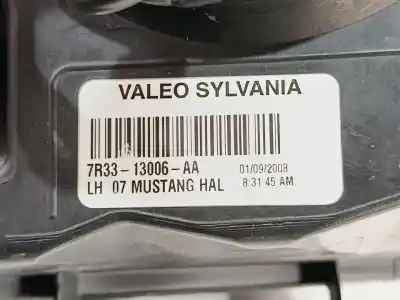 VALEO SYLVANIA
7R33-13006-AA 01/09/2008
LH 07 MUSTANG HAL 8:31:45 AM